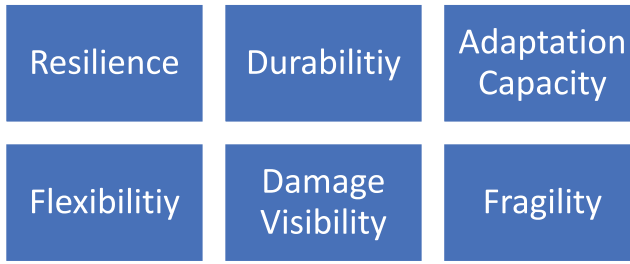 Resilience
Durabilitiy
Adaptation
Capacity
Flexibilitiy
Damage
Visibility
Fragility